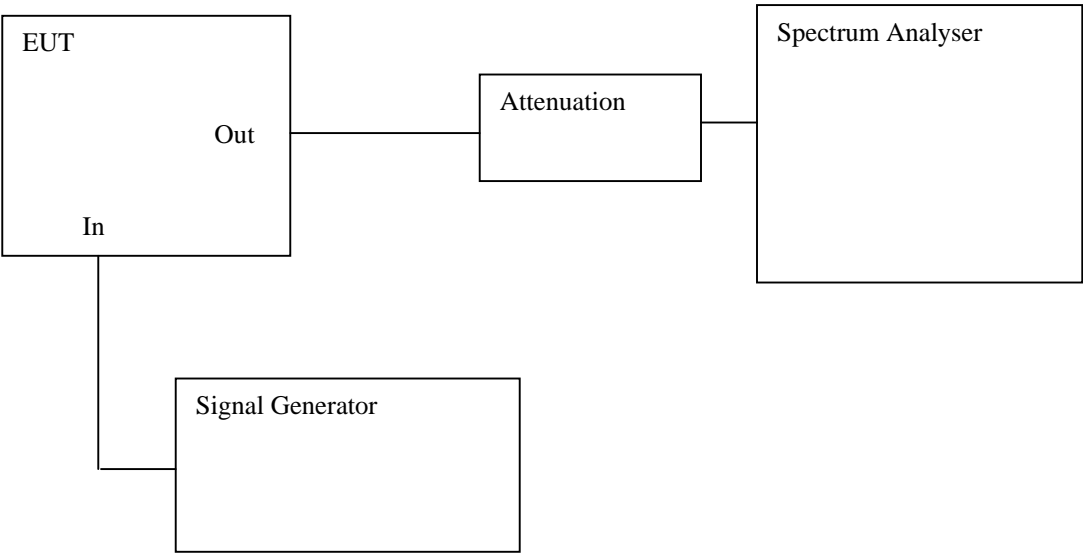 EUT
Spectrum Analyser
Attenuation
Out
In
Signal Generator